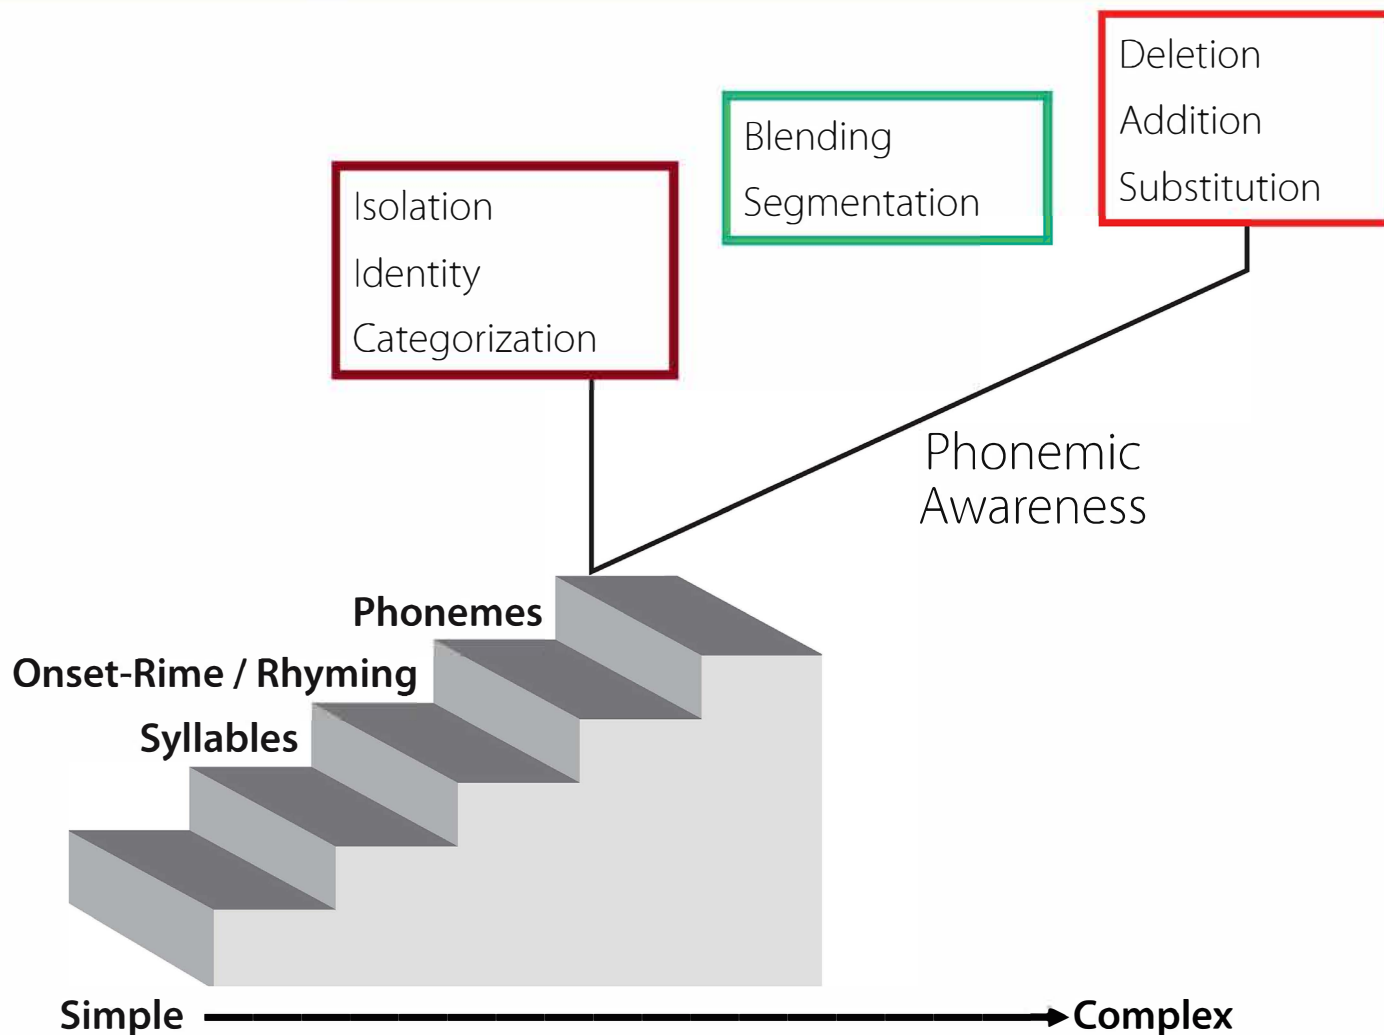 Deletion
Addition
Substitution
Blending
Segmentation
Isolation
Identity
Categorization
Phonemic
Awareness
Phonemes
Onset-Rime / Rhyming
Syllables
Simple
Complex